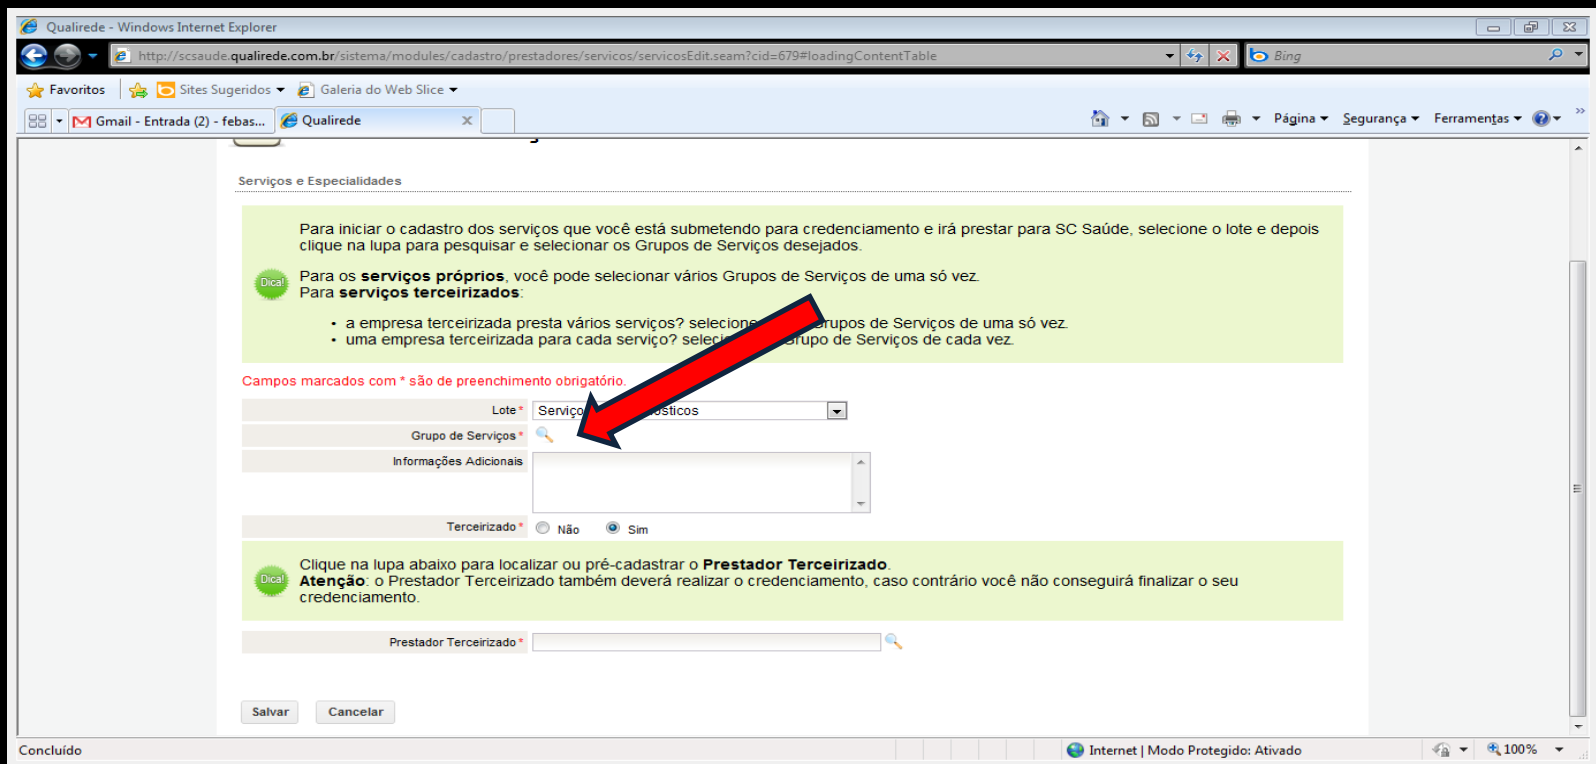 Qualirede - Windows Internet Explorer
http://scsaude.qualirede.com.br/sistema/modules/cadastro/prestadores/servicos/servicosEdit.seam?cid=679#loadingContentTable
Bing
Favoritos
Sites Sugeridos
Galeria do Web Slice
Gmail - Entrada (2) - febas...
Qualirede
Página
Segurança
Ferramentas
Serviços e Especialidades
Para iniciar o cadastro dos serviços que você está submetendo para credenciamento e irá prestar para SC Saúde, selecione o lote e depois
clique na lupa para pesquisar e selecionar os Grupos de Serviços desejados.
Dica!
Para os serviços próprios, você pode selecionar vários Grupos de Serviços de uma só vez.
Para serviços terceirizados:
• a empresa terceirizada presta vários serviços? selecione Grupos de Serviços de uma só vez.
• uma empresa terceirizada para cada serviço? Grupo de Serviços de cada vez.
Campos marcados com * são de preenchimento obrigatório.
Lote*
Grupo de Serviços*
Informações Adicionais
Terceirizado*
Não
Sim
Clique na lupa abaixo para localizar ou pré-cadastrar o Prestador Terceirizado.
Dica!
Atenção: o Prestador Terceirizado também deverá realizar o credenciamento, caso contrário você não conseguirá finalizar o seu
credenciamento.
Prestador Terceirizado*
Salvar
Cancelar
Concluído
Internet | Modo Protegido: Ativado
100%